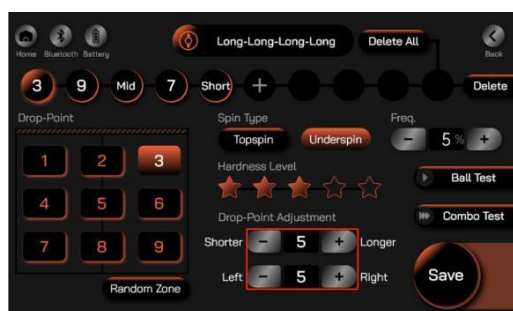 Long-Long-Long-Long
Delete All
Home Bluetooth Battery
Back
3 9 Mid 7 Short +
Delete
Drop-Point
Spin Type
Freq.
Topspin Underspin
- 5 % +
1 2 3
Hardness Level
Ball Test
4 5 6
Drop-Point Adjustment
Combo Test
7 8 9
Shorter - 5 + Longer
Left - 5 + Right
Save
Random Zone